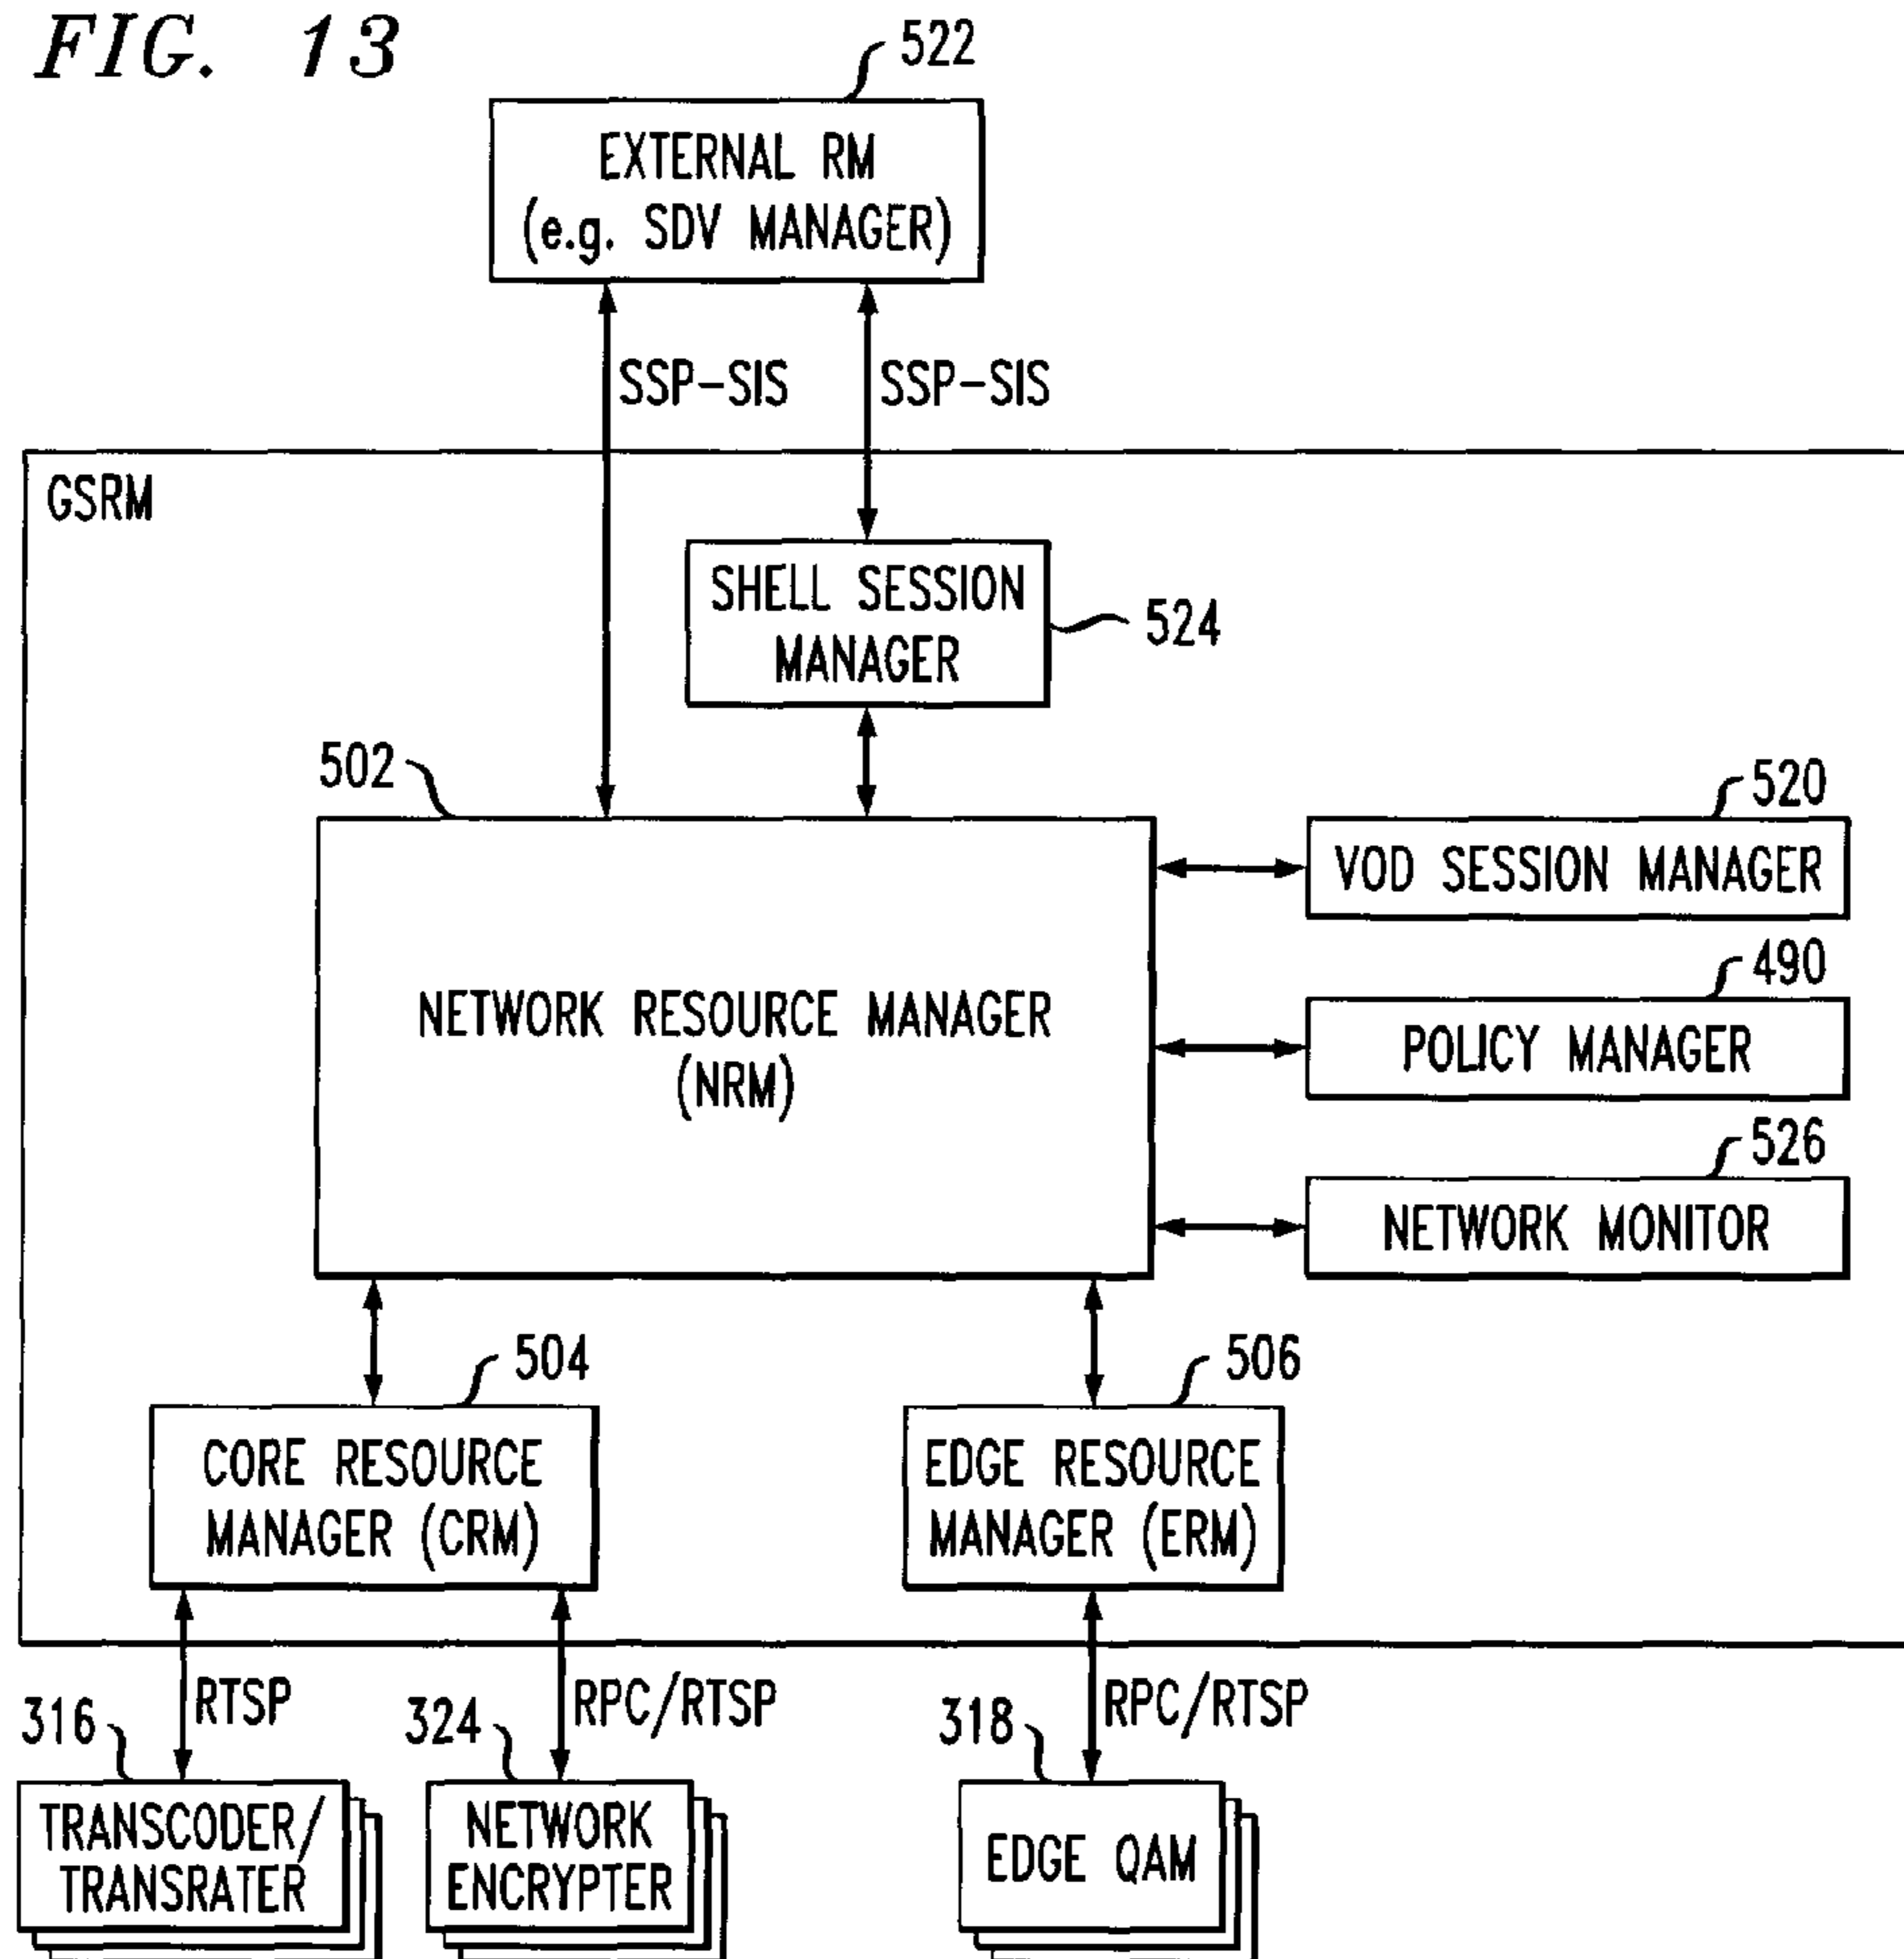 FIG. 13
522
EXTERNAL RM
(e.g. SDV MANAGER)
SSP-SIS
SSP-SIS
GSRM
SHELL SESSION
MANAGER
524
502
NETWORK RESOURCE MANAGER
(NRM)
520
VOD SESSION MANAGER
490
POLICY MANAGER
526
NETWORK MONITOR
504
CORE RESOURCE
MANAGER (CRM)
506
EDGE RESOURCE
MANAGER (ERM)
RTSP
RPC/RTSP
RPC/RTSP
316
TRANSCODER/
TRANSRATER
324
NETWORK
ENCRYPTER
318
EDGE QAM